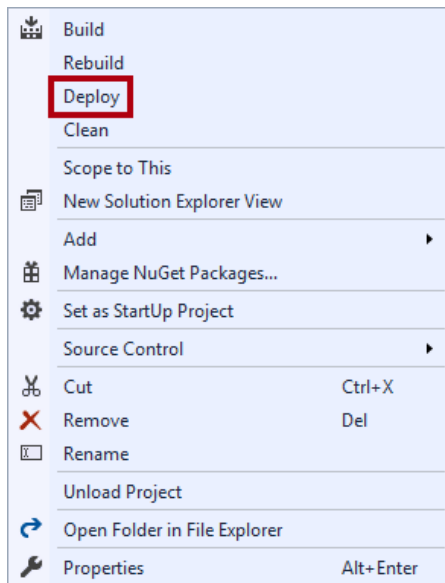 Build
Rebuild
Deploy
Clean
Scope to This
New Solution Explorer View
Add
Manage NuGet Packages...
Set as StartUp Project
Source Control
Cut Ctrl+X
Remove Del
Rename
Unload Project
Open Folder in File Explorer
Properties Alt+Enter